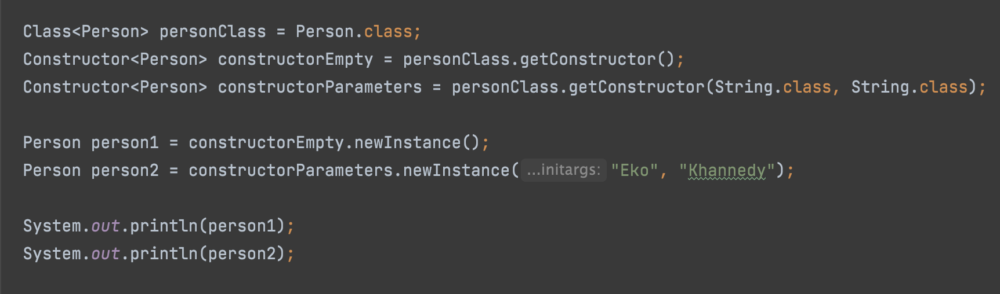 Class<Person> personClass = Person.class;
Constructor<Person> constructorEmpty = personClass.getConstructor();
Constructor<Person> constructorParameters = personClass.getConstructor(String.class, String.class);
Person person1 = constructorEmpty.newInstance();
Person person2 = constructorParameters.newInstance( ...initargs: "Eko", "Khannedy");
System.out.println(person1);
System.out.println(person2);